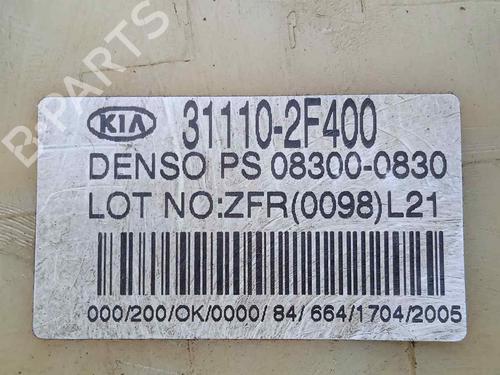 KIA 31110-2F400
DENSO PS 08300-0830
LOT NO:ZFR(0098)L21
000/200/OK/0000/84/664/1704/2005
B-PARTS